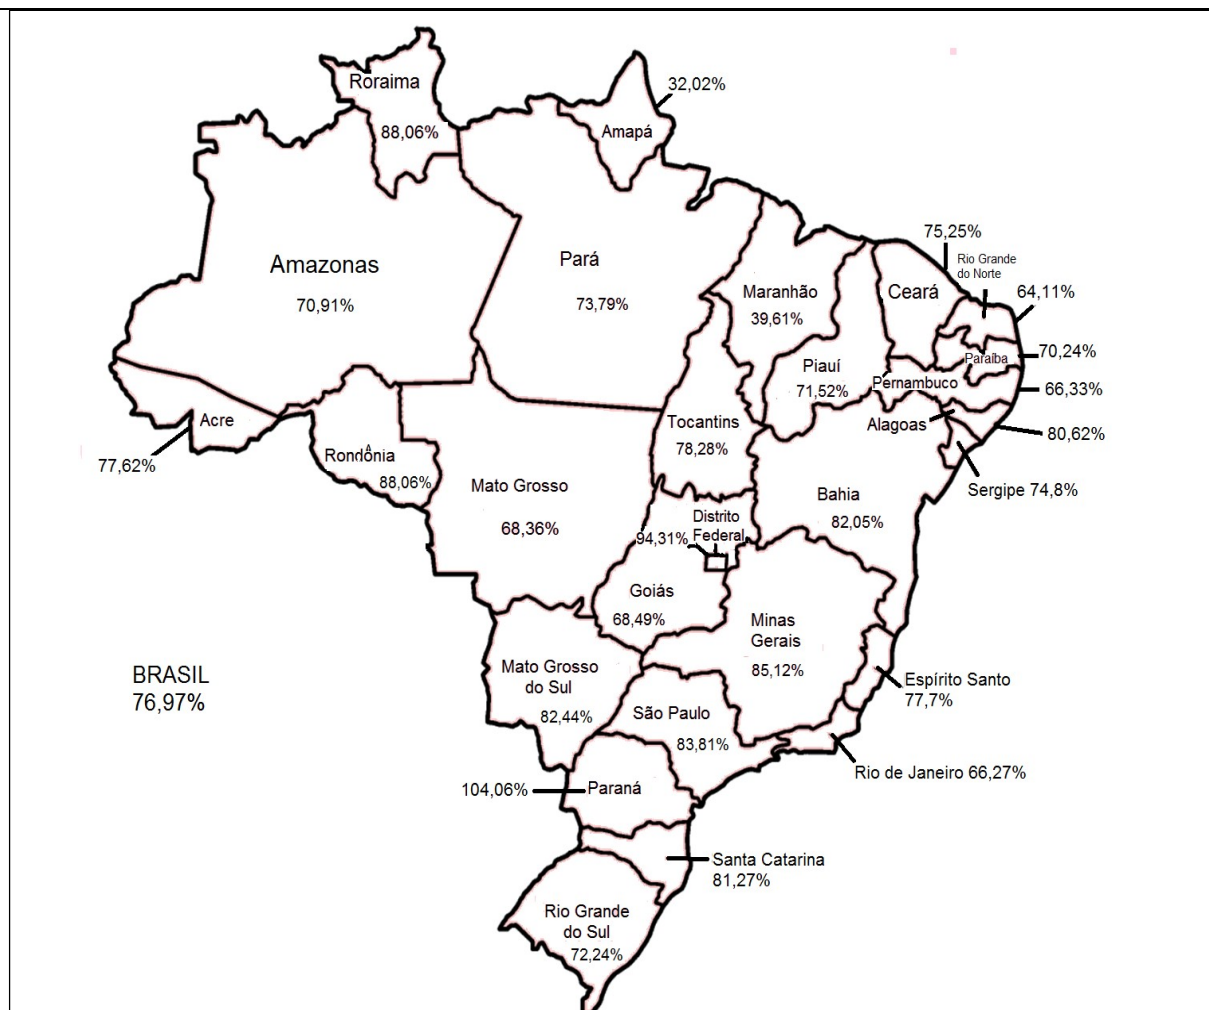 Roraima
88,06%
32,02%
Amapá
Amazonas
70,91%
Pará
73,79%
75,25%
Rio Grande
do Norte
Maranhão
39,61%
Ceará
64,11%
Piauí
71,52%
Paraíba
70,24%
Pernambuco
66,33%
Acre
77,62%
Tocantins
78,28%
Alagoas
80,62%
Rondônia
88,06%
Mato Grosso
68,36%
Bahia
82,05%
Sergipe 74,8%
Distrito
Federal
94,31%
Goiás
68,49%
Minas
Gerais
85,12%
BRASIL
76,97%
Mato Grosso
do Sul
82,44%
Espírito Santo
77,7%
São Paulo
83,81%
Rio de Janeiro 66,27%
104,06%
Paraná
Santa Catarina
81,27%
Rio Grande
do Sul
72,24%